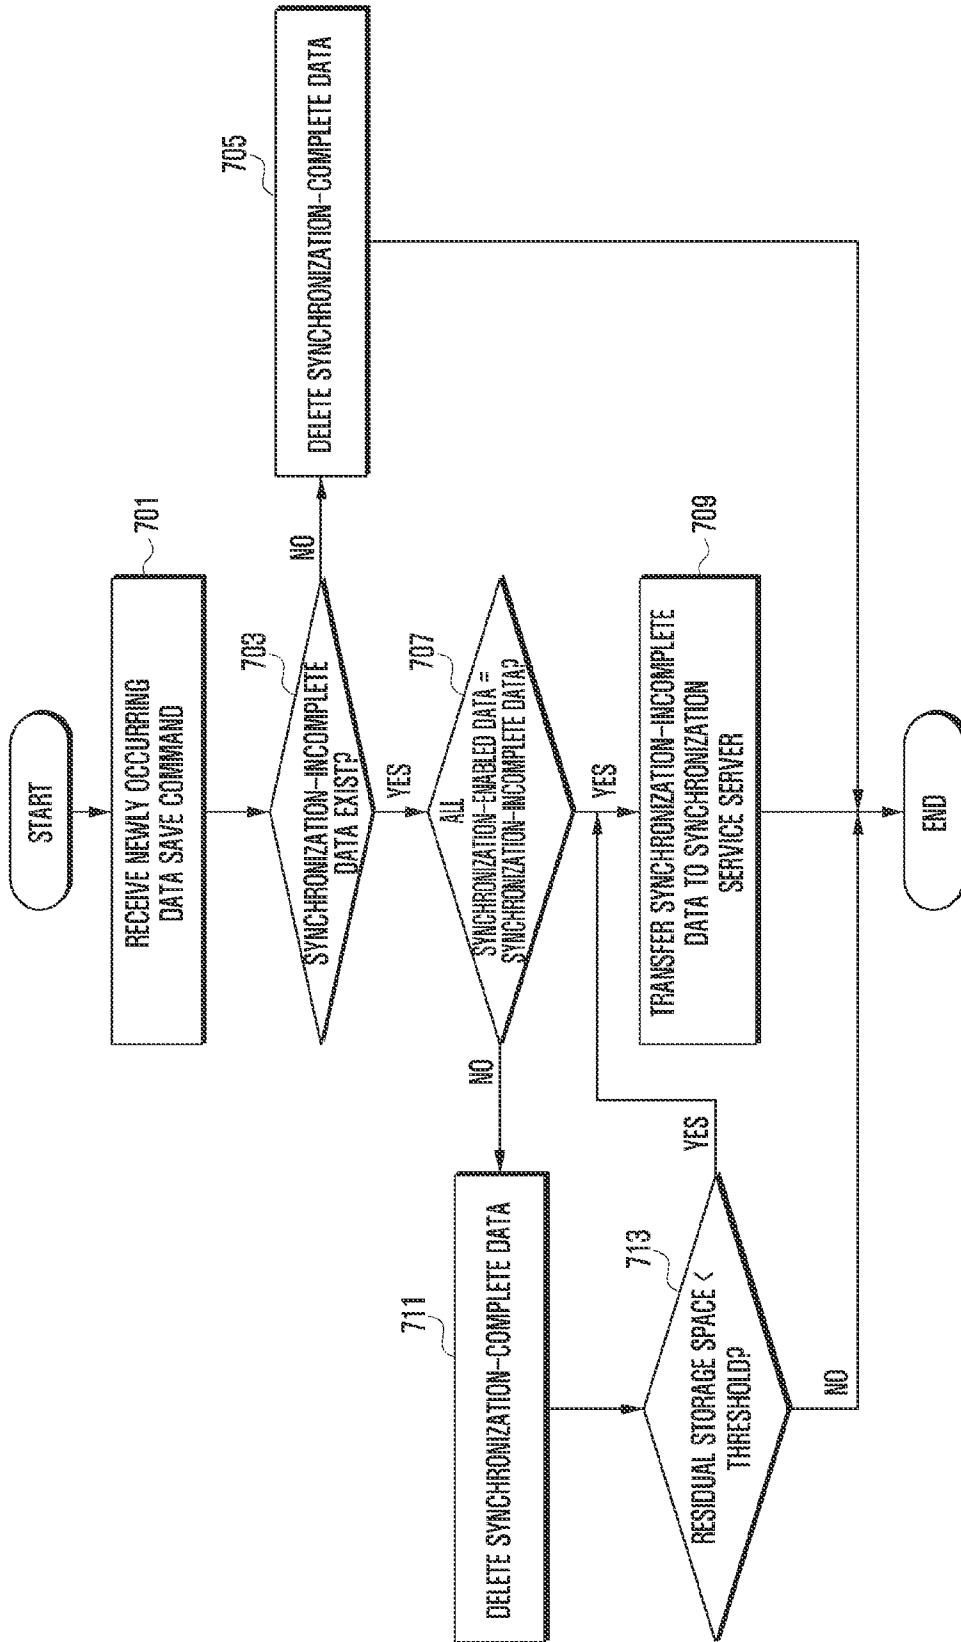 START
RECEIVE NEWLY OCCURRING
DATA SAVE COMMAND
701
SYNCHRONIZATION-INCOMPLETE
DATA EXIST?
703
NO
YES
DELETE SYNCHRONIZATION-COMPLETE DATA
705
ALL
SYNCHRONIZATION-ENABLED DATA =
SYNCHRONIZATION-INCOMPLETE DATA?
707
NO
YES
DELETE SYNCHRONIZATION-COMPLETE DATA
711
TRANSFER SYNCHRONIZATION-INCOMPLETE
DATA TO SYNCHRONIZATION
SERVICE SERVER
709
RESIDUAL STORAGE SPACE <
THRESHOLD?
713
YES
NO
END